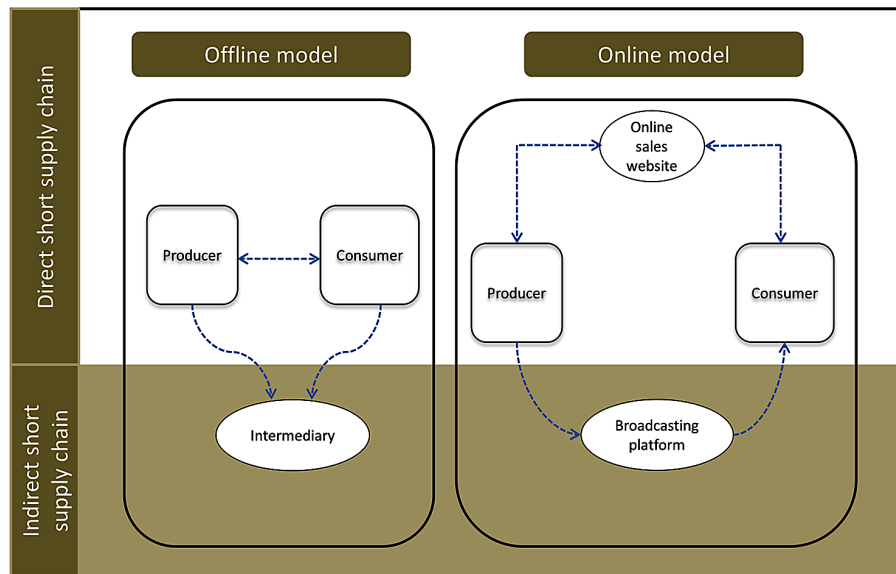 Offline model
Online model
Direct short supply chain
Online
sales
website
Producer
Consumer
Producer
Consumer
Indirect short
supply chain
Intermediary
Broadcasting
platform